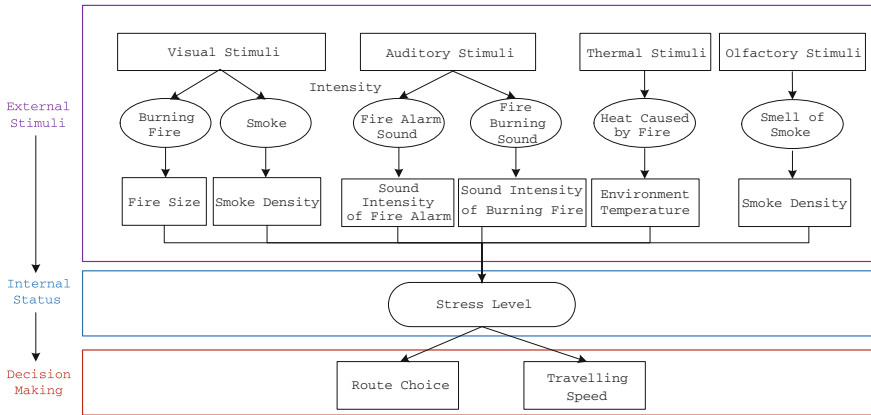 Visual Stimuli
Auditory Stimuli
Thermal Stimuli
Olfactory Stimuli
Intensity
External
Stimuli
Burning
Fire
Smoke
Fire Alarm
Sound
Fire
Burning
Sound
Heat Caused
by Fire
Smell of
Smoke
Fire Size
Smoke Density
Sound
Intensity
of Fire Alarm
Sound Intensity
of Burning Fire
Environment
Temperature
Smoke Density
Internal
Status
Stress Level
Decision
Making
Route Choice
Travelling
Speed